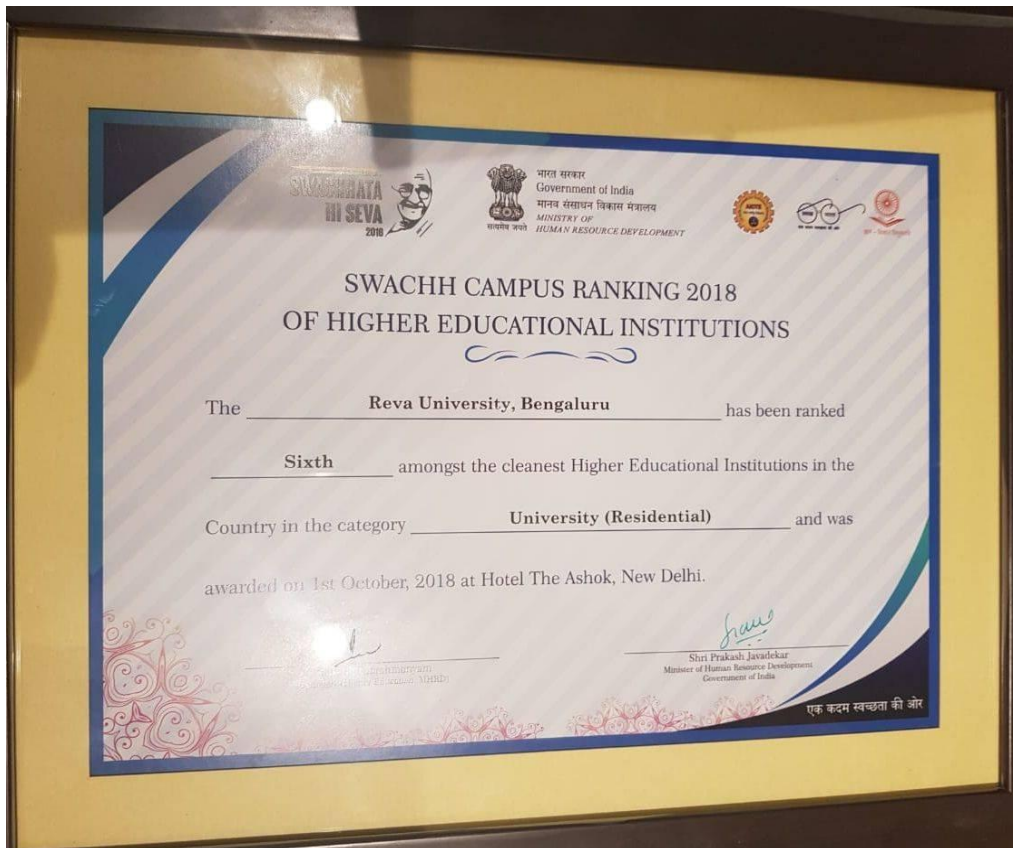 SWACHHATA
HI SEVA
2018
भारत सरकार
Government of India
मानव संसाधन विकास मंत्रालय
MINISTRY OF
HUMAN RESOURCE DEVELOPMENT
सत्यमेव जयते
AICTE
SWACHH CAMPUS RANKING 2018
OF HIGHER EDUCATIONAL INSTITUTIONS
The Reva University, Bengaluru has been ranked
Sixth amongst the cleanest Higher Educational Institutions in the
Country in the category University (Residential) and was
awarded on 1st October, 2018 at Hotel The Ashok, New Delhi.
Shri Prakash Javadekar
Minister of Human Resource Development
Government of India
एक कदम स्वच्छता की ओर